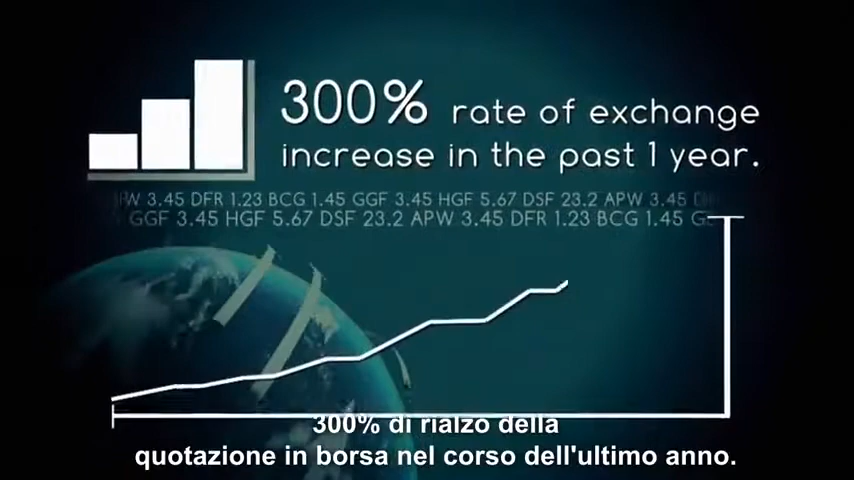 300% rate of exchange
increase in the past 1 year.
3.45 DFR 1.23 BCG 1.45 GGF 3.45 HGF 5.67 DSF 23.2 APW 3.45
GGF 3.45 HGF 5.67 DSF 23.2 APW 3.45 DFR 1.23 BCG 1.45
300% di rialzo della
quotazione in borsa nel corso dell'ultimo anno.